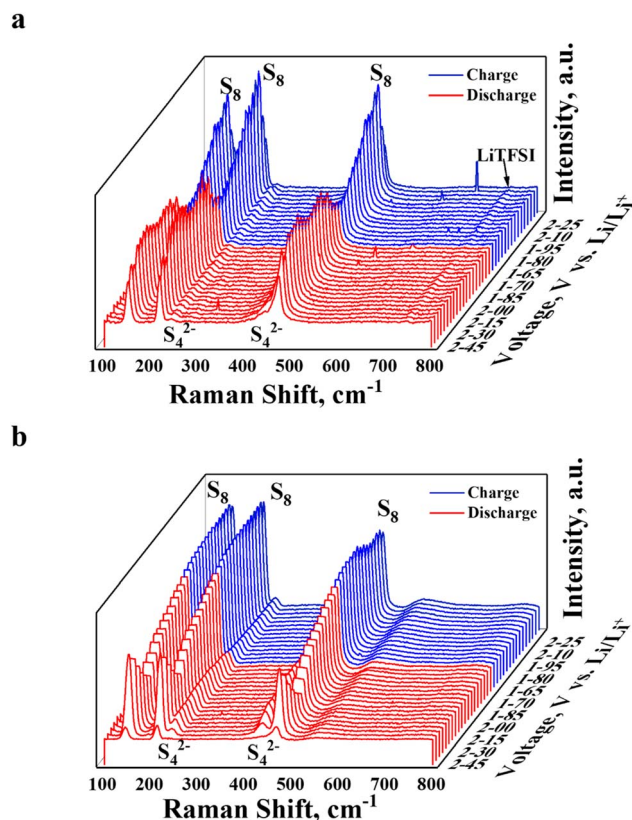 a
S₈
S₈
S₈
Charge
Discharge
LiTFSI
Intensity, a.u.
2-25
2-10
1-95
1-80
1-65
1-70
1-85
2-00
2-15
2-30
2-45
Voltage, V vs. Li/Li⁺
S₄²⁻
S₄²⁻
100 200 300 400 500 600 700 800
Raman Shift, cm⁻¹
b
S₈
S₈
S₈
Charge
Discharge
Intensity, a.u.
2-25
2-10
1-95
1-80
1-65
1-70
1-85
2-00
2-15
2-30
2-45
Voltage, V vs. Li/Li⁺
S₄²⁻
S₄²⁻
100 200 300 400 500 600 700 800
Raman Shift, cm⁻¹